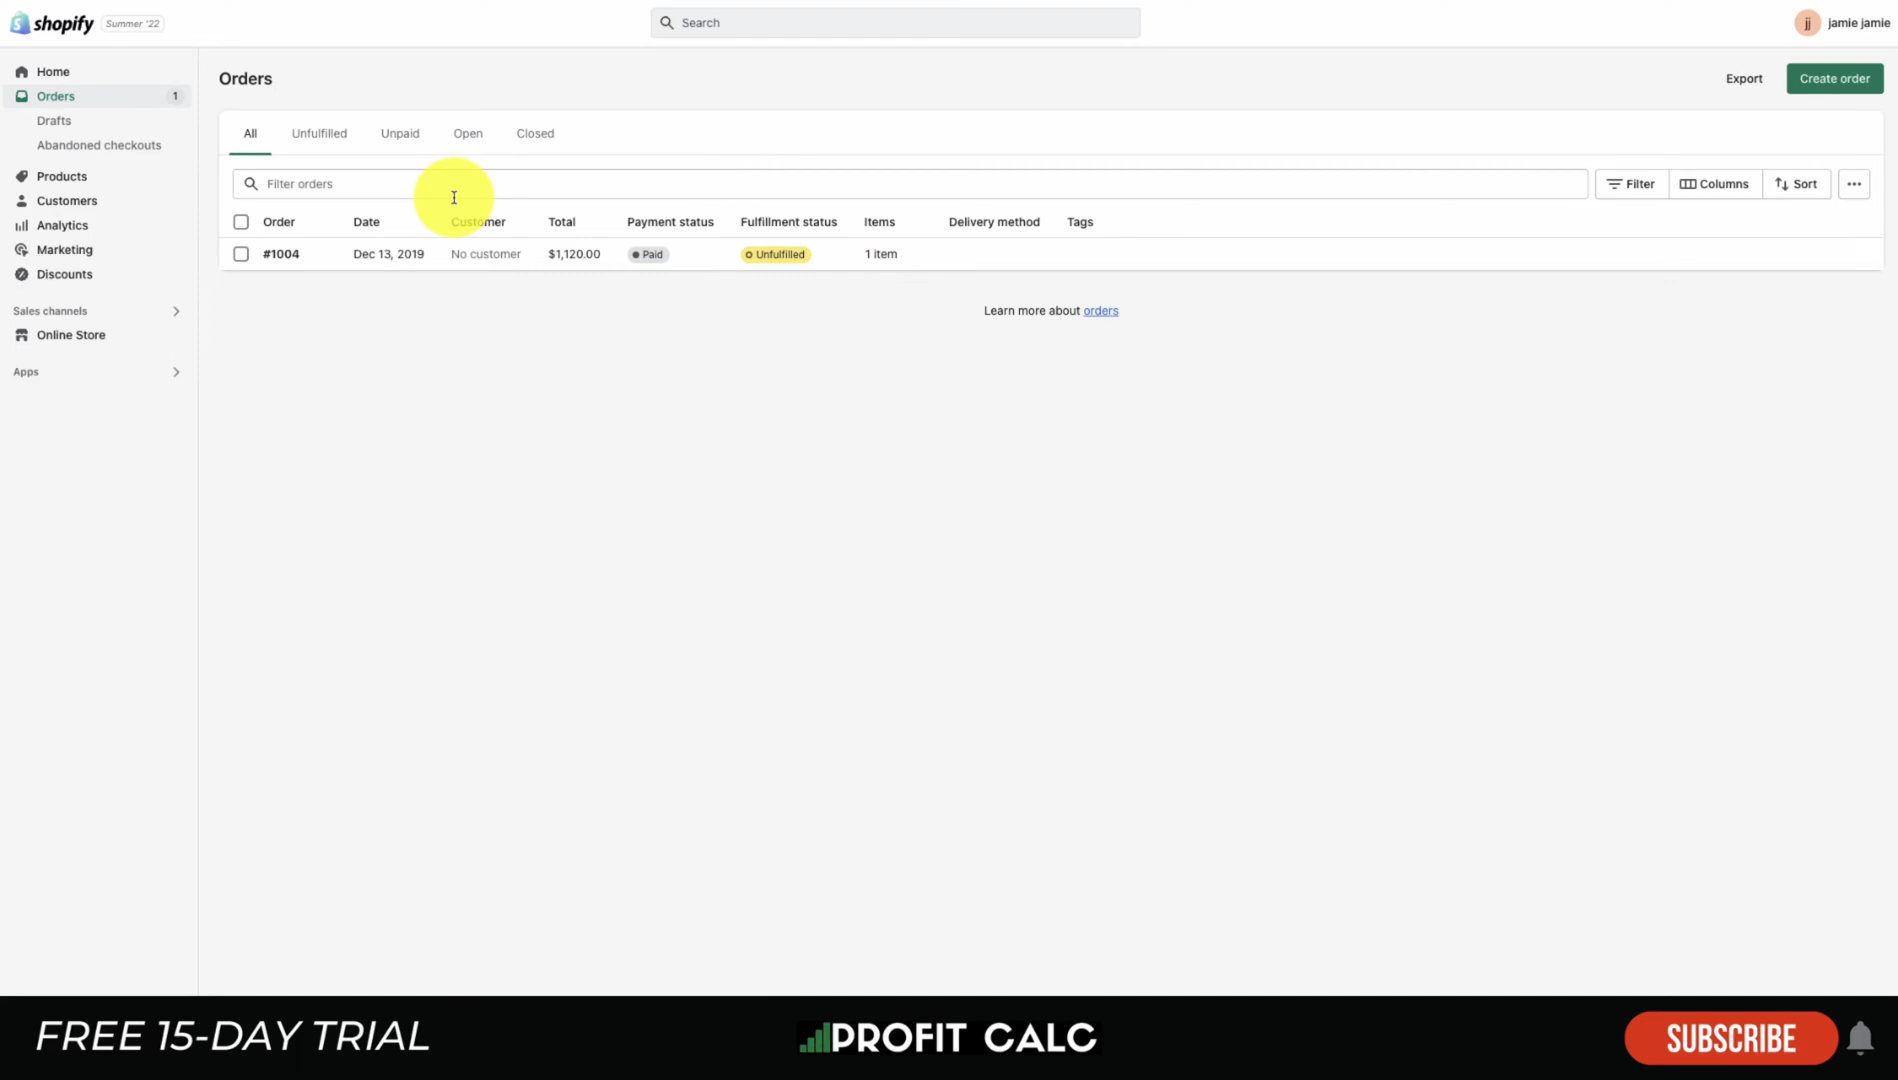 shopify Summer '22 Search jj jamie jamie
Home
Orders 1
Drafts
Abandoned checkouts
Products
Customers
Analytics
Marketing
Discounts
Sales channels
Online Store
Apps
Orders Export Create order
All Unfulfilled Unpaid Open Closed
Filter orders Filter Columns Sort
Order Date Customer Total Payment status Fulfillment status Items Delivery method Tags
#1004 Dec 13, 2019 No customer $1,120.00 Paid Unfulfilled 1 item
Learn more about orders
FREE 15-DAY TRIAL PROFIT CALC SUBSCRIBE